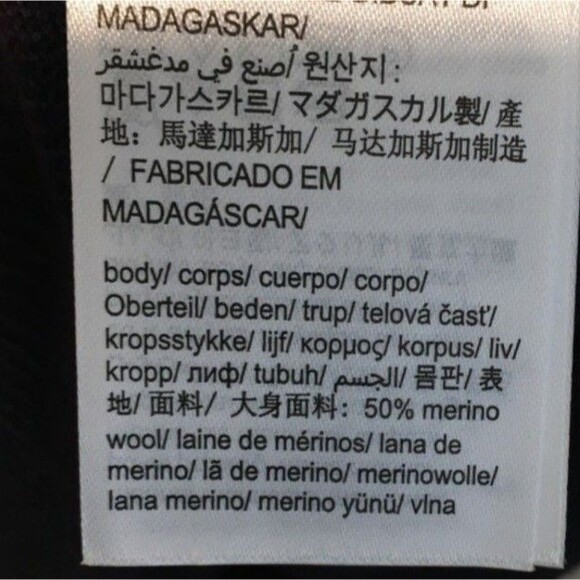 MADAGASKAR/
صنع في مدغشقر/ 원산지:
마다가스카르/ マダガスカル製/ 產
地: 馬達加斯加/ 马达加斯加制造
/ FABRICADO EM
MADAGÁSCAR/
body/ corps/ cuerpo/ corpo/
Oberteil/ beden/ trup/ telová časť/
kropsstykke/ lijf/ κορμος/ korpus/ liv/
kropp/ лиф/ tubuh/ الجسم/ 몸판/ 表
地/ 面料/ 大身面料: 50% merino
wool/ laine de mérinos/ lana de
merino/ lã de merino/ merinowolle/
lana merino/ merino yünü/ vlna